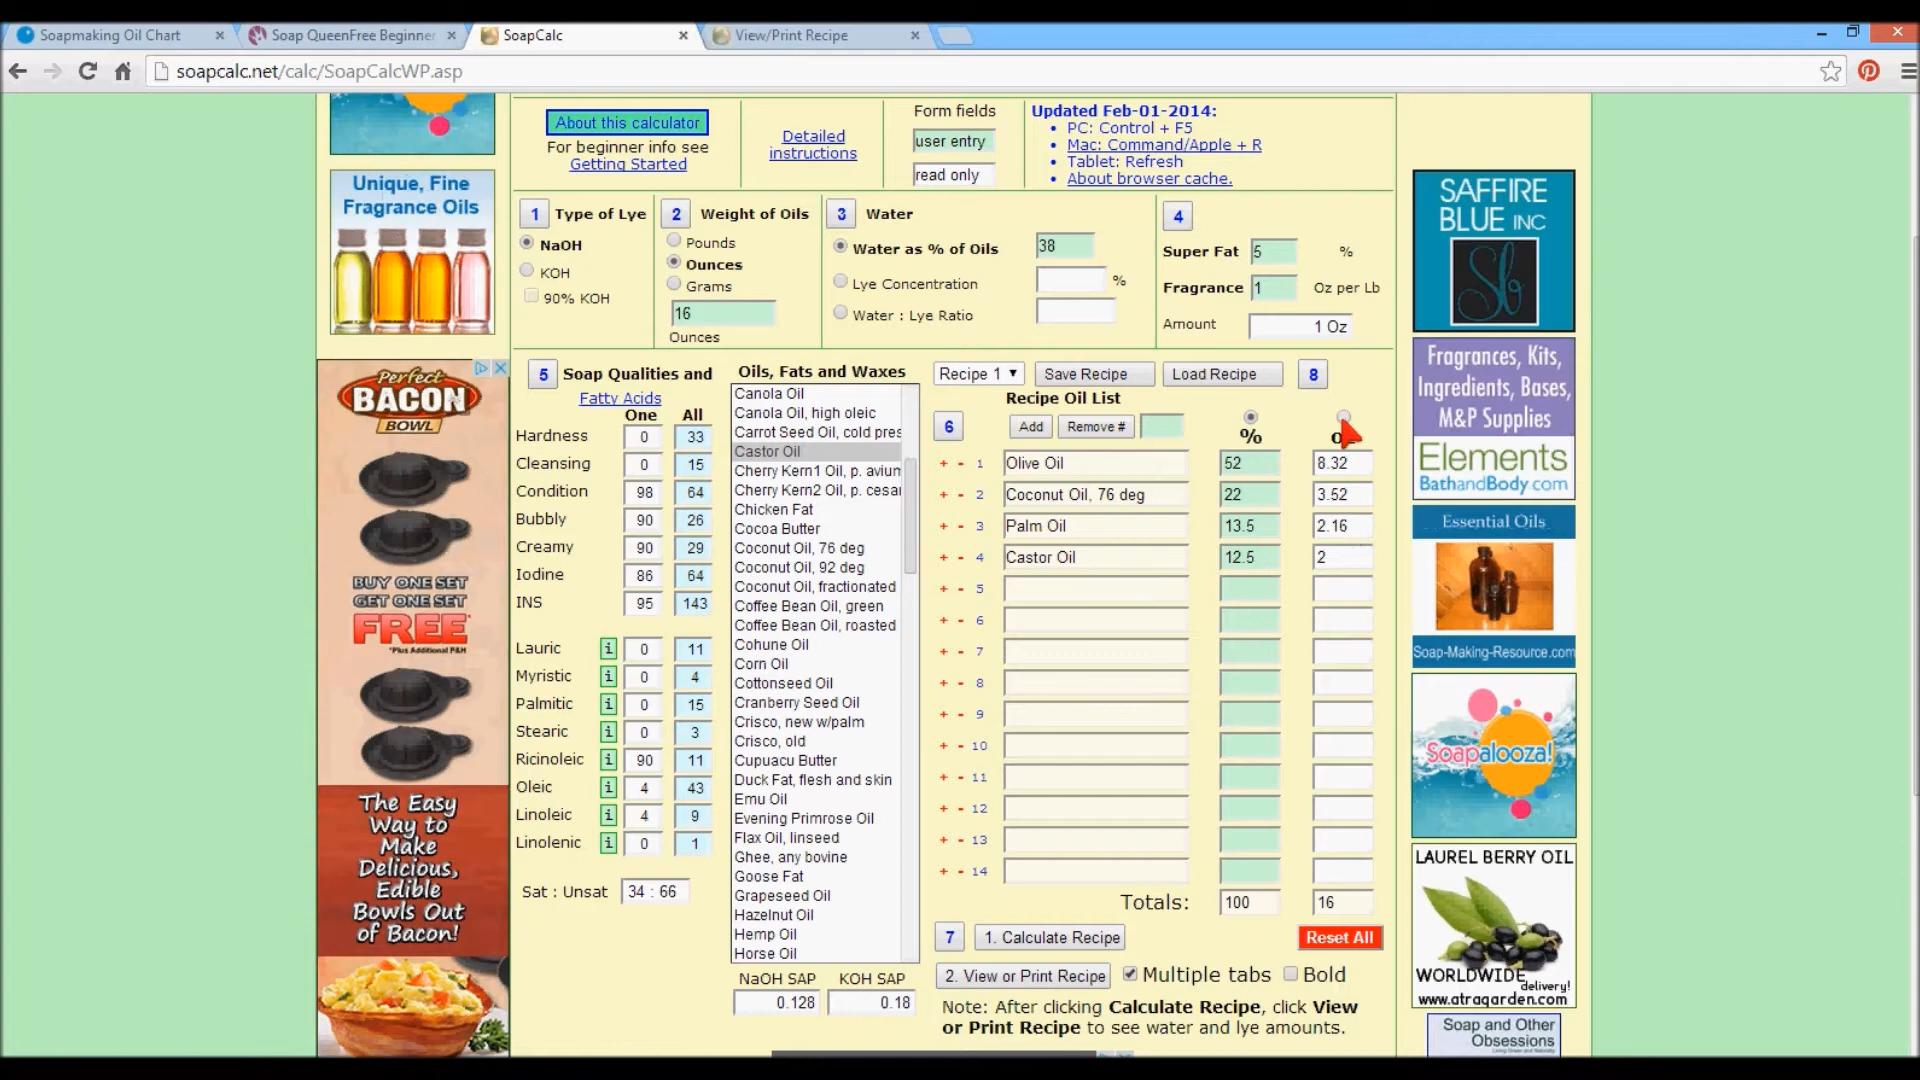 Soapmaking Oil Chart
Soap QueenFree Beginner
SoapCalc
View/Print Recipe
soapcalc.net/calc/SoapCalcWP.asp
About this calculator
For beginner info see
Getting Started
Detailed
instructions
Form fields
user entry
read only
Updated Feb-01-2014:
• PC: Control + F5
• Mac: Command/Apple + R
• Tablet: Refresh
• About browser cache.
Unique, Fine
Fragrance Oils
1 Type of Lye
NaOH
KOH
90% KOH
2 Weight of Oils
Pounds
Ounces
Grams
16
Ounces
3 Water
Water as % of Oils 38
Lye Concentration %
Water : Lye Ratio
4
Super Fat 5 %
Fragrance 1 Oz per Lb
Amount 1 Oz
5 Soap Qualities and
Fatty Acids
One All
Hardness 0 33
Cleansing 0 15
Condition 98 64
Bubbly 90 26
Creamy 90 29
Iodine 86 64
INS 95 143
Lauric i 0 11
Myristic i 0 4
Palmitic i 0 15
Stearic i 0 3
Ricinoleic i 90 11
Oleic i 4 43
Linoleic i 4 9
Linolenic i 0 1
Sat : Unsat 34 : 66
Oils, Fats and Waxes
Canola Oil
Canola Oil, high oleic
Carrot Seed Oil, cold pres
Castor Oil
Cherry Kern1 Oil, p. avium
Cherry Kern2 Oil, p. ceras
Chicken Fat
Cocoa Butter
Coconut Oil, 76 deg
Coconut Oil, 92 deg
Coconut Oil, fractionated
Coffee Bean Oil, green
Coffee Bean Oil, roasted
Cohune Oil
Corn Oil
Cottonseed Oil
Cranberry Seed Oil
Crisco, new w/palm
Crisco, old
Cupuacu Butter
Duck Fat, flesh and skin
Emu Oil
Evening Primrose Oil
Flax Oil, linseed
Ghee, any bovine
Goose Fat
Grapeseed Oil
Hazelnut Oil
Hemp Oil
Horse Oil
NaOH SAP KOH SAP
0.128 0.18
Recipe 1 Save Recipe Load Recipe 8
Recipe Oil List
6 Add Remove # %
+ - 1 Olive Oil 52 8.32
+ - 2 Coconut Oil, 76 deg 22 3.52
+ - 3 Palm Oil 13.5 2.16
+ - 4 Castor Oil 12.5 2
+ - 5
+ - 6
+ - 7
+ - 8
+ - 9
+ - 10
+ - 11
+ - 12
+ - 13
+ - 14
Totals: 100 16
7 1. Calculate Recipe Reset All
2. View or Print Recipe Multiple tabs Bold
Note: After clicking Calculate Recipe, click View
or Print Recipe to see water and lye amounts.
Perfect
BACON
BOWL
BUY ONE SET
GET ONE SET
FREE
*Plus Additional P&H
The Easy
Way to
Make
Delicious,
Edible
Bowls Out
of Bacon!
SAFFIRE
BLUE INC
Sb
Fragrances, Kits,
Ingredients, Bases,
M&P Supplies
Elements
BathandBody.com
Essential Oils
Soap-Making-Resource.com
Soapalooza!
LAUREL BERRY OIL
WORLDWIDE
delivery!
www.atragarden.com
Soap and Other
Obsessions